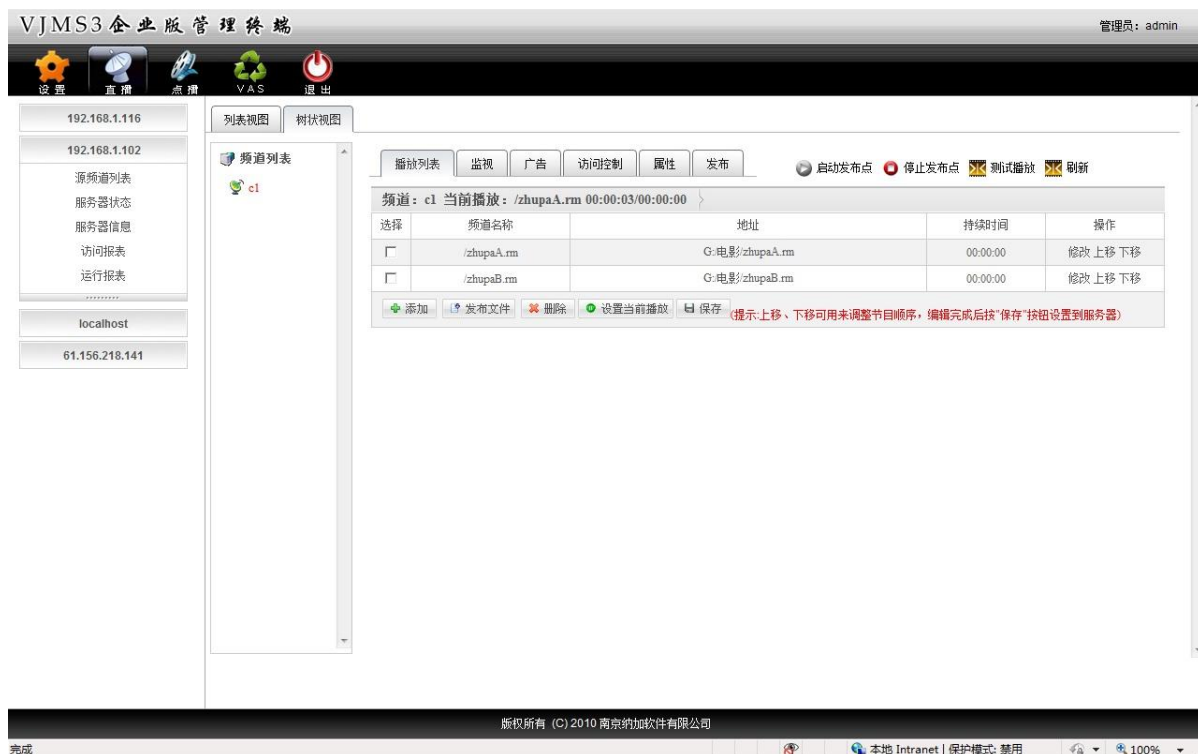 VJMS3企业版管理终端
管理员：admin
设置 直播 点播 VAS 退出
192.168.1.116
192.168.1.102
源频道列表
服务器状态
服务器信息
访问报表
运行报表
localhost
61.156.218.141
列表视图 树状视图
频道列表
c1
播放列表 监视 广告 访问控制 属性 发布
启动发布点 停止发布点 测试播放 刷新
频道：c1 当前播放：/zhupaA.rm 00:00:03/00:00:00
选择 频道名称 地址 持续时间 操作
/zhupaA.rm G:/电影/zhupaA.rm 00:00:00 修改 上移 下移
/zhupaB.rm G:/电影/zhupaB.rm 00:00:00 修改 上移 下移
添加 发布文件 删除 设置当前播放 保存 (提示:上移、下移可用来调整节目顺序，编辑完成后按"保存"按钮设置到服务器)
版权所有 (C) 2010 南京纳加软件有限公司
完成 本地 Intranet | 保护模式: 禁用 100%